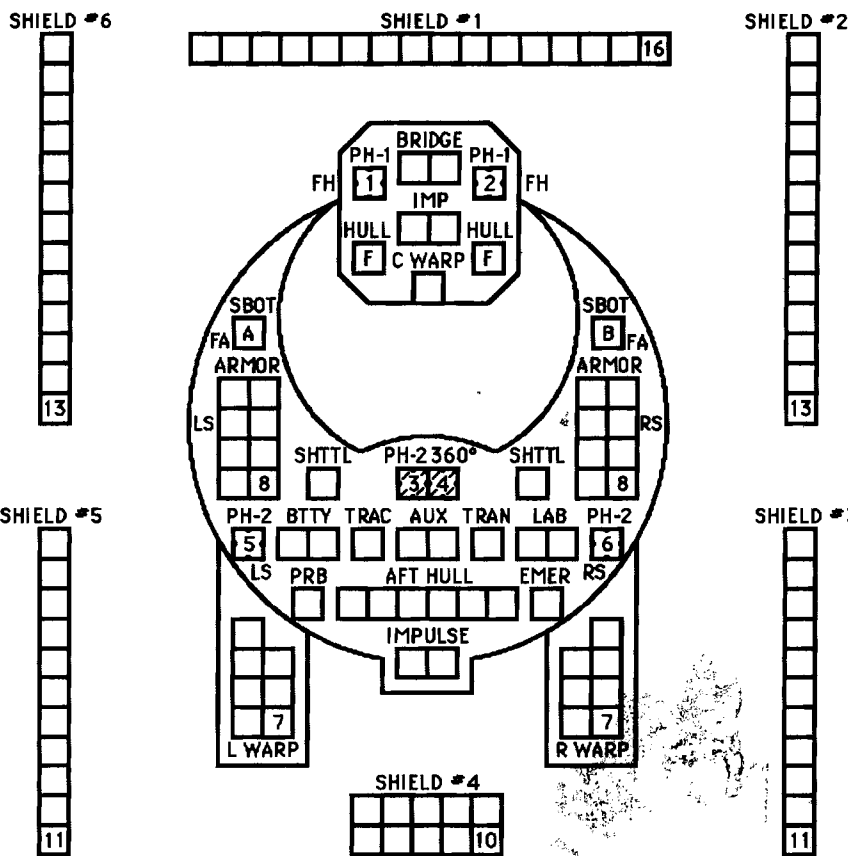 SHIELD #6
SHIELD #1
SHIELD #2
16
BRIDGE
PH-1
PH-1
FH
1
2
FH
IMP
HULL
HULL
F
C WARP
F
SBOT
SBOT
A
B
FA
FA
ARMOR
ARMOR
13
LS
RS
13
SHTTL
PH-2 360°
SHTTL
8
3
4
8
SHIELD #5
PH-2
BTTY
TRAC
AUX
TRAN
LAB
PH-2
SHIELD #3
5
6
LS
RS
PRB
AFT HULL
EMER
IMPULSE
7
7
L WARP
R WARP
SHIELD #4
11
10
11